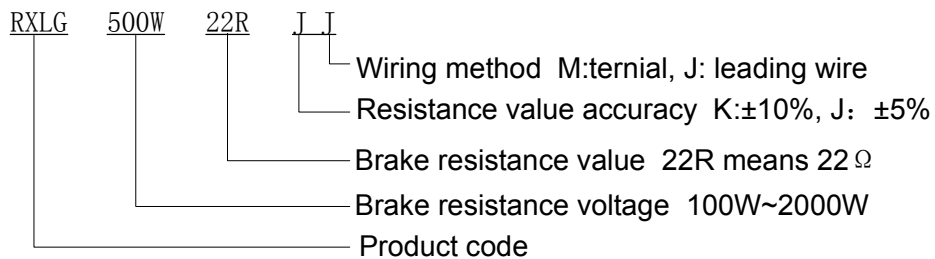 RXLG 500W 22R J J
Wiring method M:ternial, J: leading wire
Resistance value accuracy K:±10%, J：±5%
Brake resistance value 22R means 22Ω
Brake resistance voltage 100W~2000W
Product code